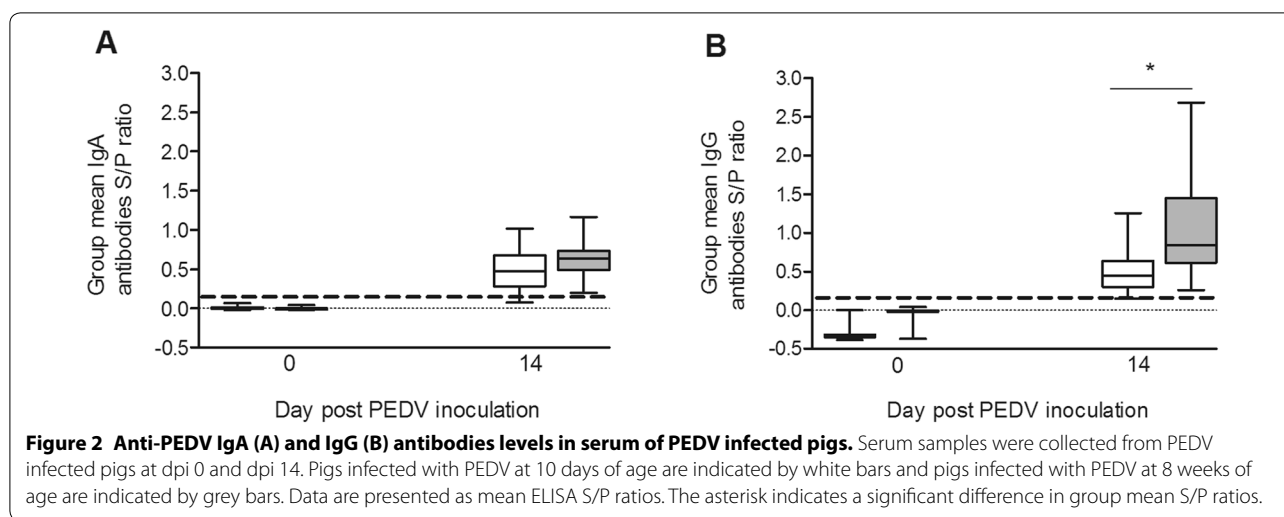 A
Group mean IgA
antibodies S/P ratio
3.0
2.5
2.0
1.5
1.0
0.5
0.0
-0.5
0
14
Day post PEDV inoculation
B
Group mean IgG
antibodies S/P ratio
3.0
2.5
2.0
1.5
1.0
0.5
0.0
-0.5
*
0
14
Day post PEDV inoculation
Figure 2 Anti-PEDV IgA (A) and IgG (B) antibodies levels in serum of PEDV infected pigs. Serum samples were collected from PEDV
infected pigs at dpi 0 and dpi 14. Pigs infected with PEDV at 10 days of age are indicated by white bars and pigs infected with PEDV at 8 weeks of
age are indicated by grey bars. Data are presented as mean ELISA S/P ratios. The asterisk indicates a significant difference in group mean S/P ratios.